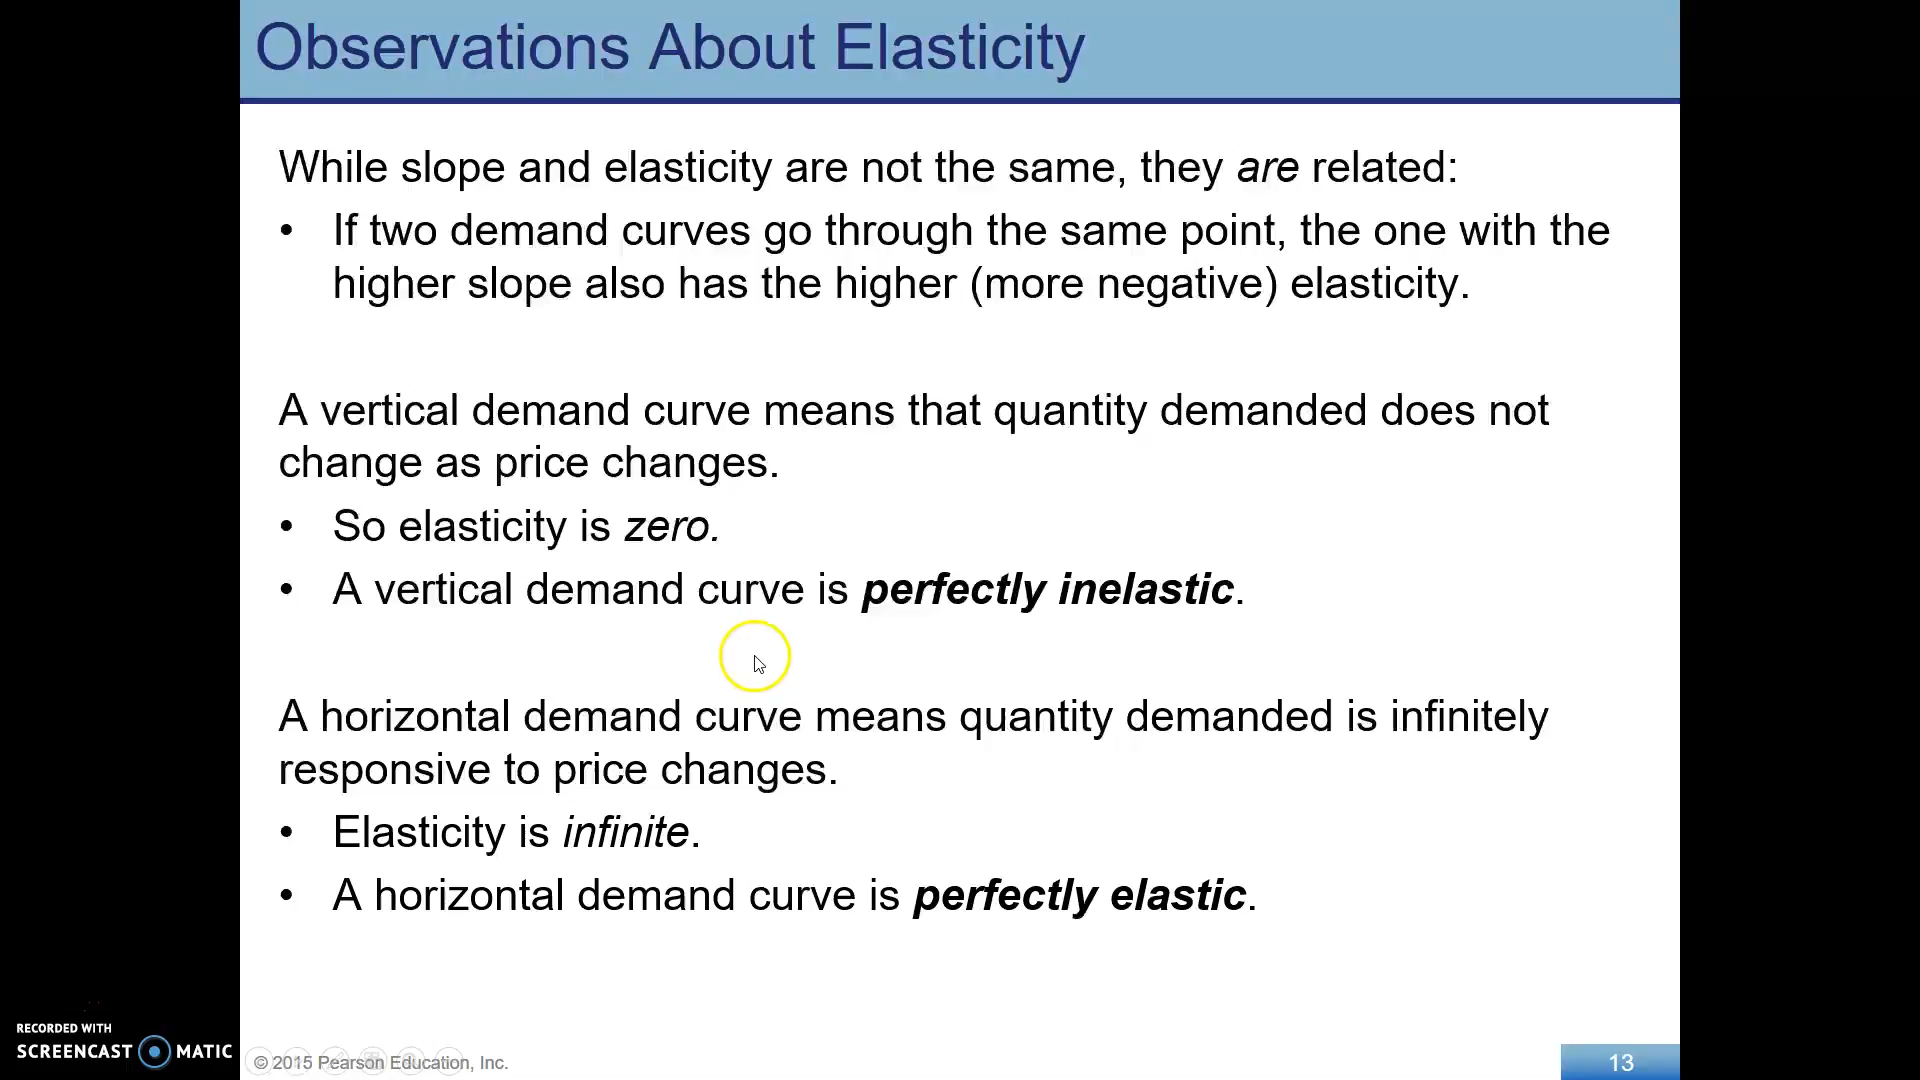 Observations About Elasticity
While slope and elasticity are not the same, they are related:
• If two demand curves go through the same point, the one with the
higher slope also has the higher (more negative) elasticity.
A vertical demand curve means that quantity demanded does not
change as price changes.
• So elasticity is zero.
• A vertical demand curve is perfectly inelastic.
A horizontal demand curve means quantity demanded is infinitely
responsive to price changes.
• Elasticity is infinite.
• A horizontal demand curve is perfectly elastic.
RECORDED WITH
SCREENCAST MATIC
© 2015 Pearson Education, Inc.
13